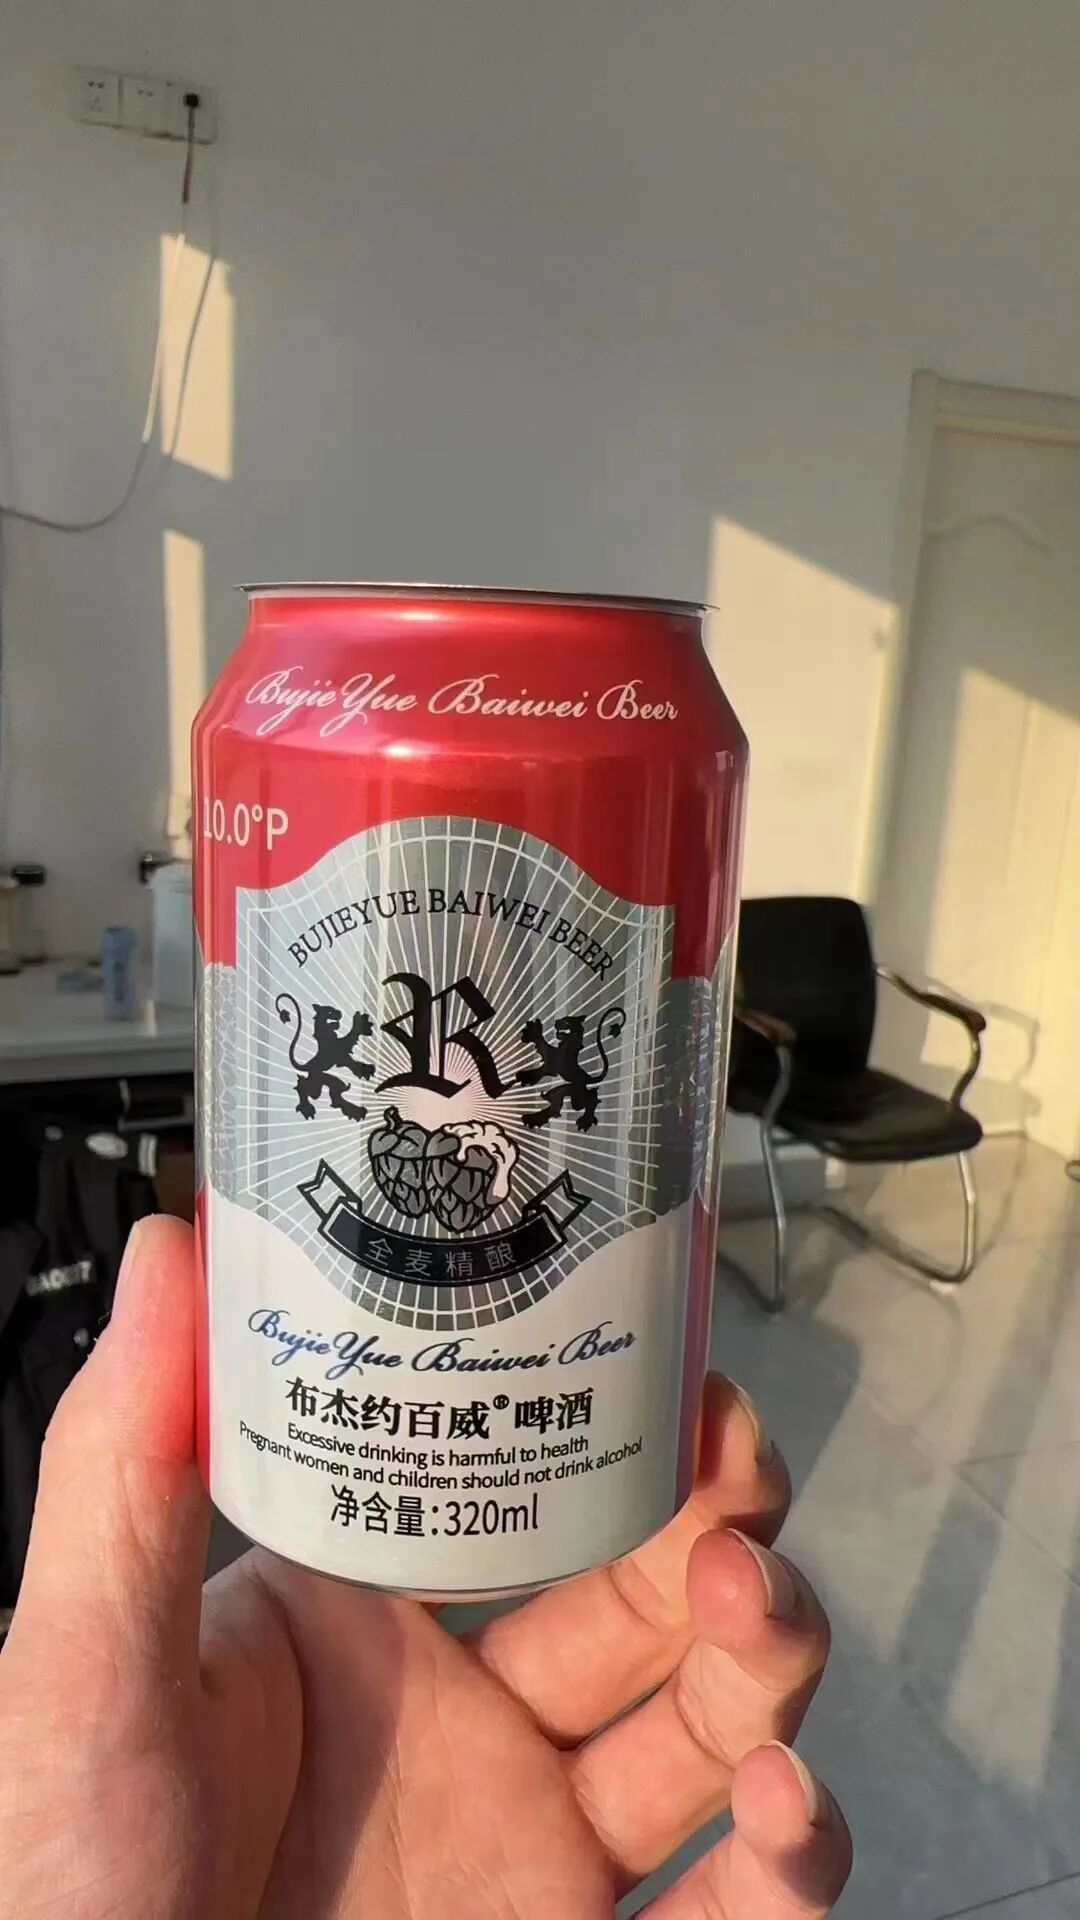 BujieYue Baiwei Beer
10.0°P
BUJIEYUE BAIWEI BEER
R
全麦精酿
BujieYue Baiwei Beer
布杰约百威®啤酒
Excessive drinking is harmful to health
Pregnant women and children should not drink alcohol
净含量:320ml